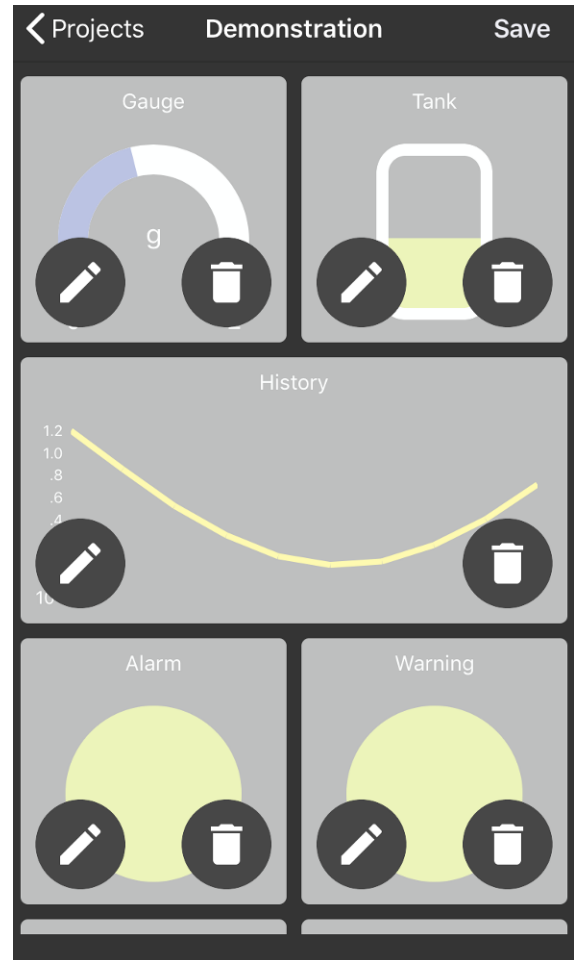 Projects Demonstration Save
Gauge Tank
g
History
1.2
1.0
.8
.6
.4
Alarm Warning